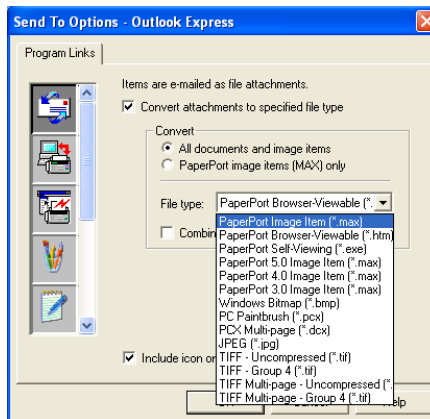 Send To Options - Outlook Express
Program Links
Items are e-mailed as file attachments.
Convert attachments to specified file type
Convert
All documents and image items
PaperPort image items (MAX) only
File type: PaperPort Browser-Viewable (*.
PaperPort Image Item (*.max)
PaperPort Browser-Viewable (*.htm
PaperPort Self-Viewing (*.exe)
PaperPort 5.0 Image Item (*.max)
PaperPort 4.0 Image Item (*.max)
PaperPort 3.0 Image Item (*.max)
Windows Bitmap (*.bmp)
PC Paintbrush (*.pcx)
PCX Multi-page (*.dcx)
JPEG (*.jpg)
TIFF - Uncompressed (*.tif)
TIFF - Group 4 (*.tif)
TIFF Multi-page - Uncompressed (*.
TIFF Multi-page - Group 4 (*.tif)
Combin
Include icon or
Help